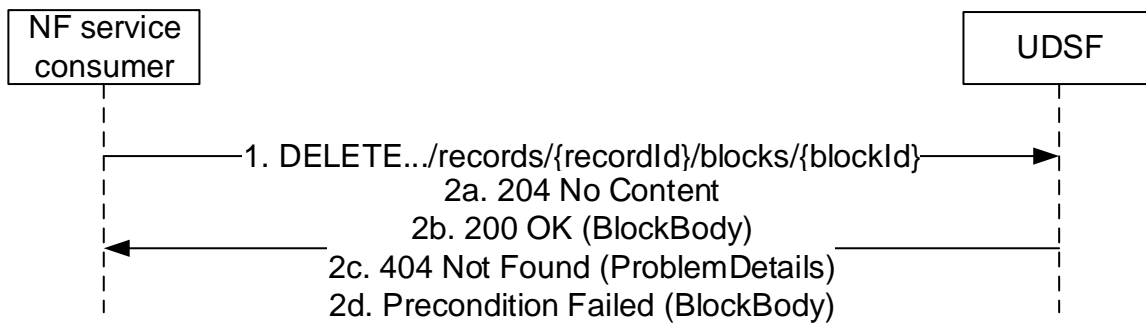 NF service
consumer
UDSF
1. DELETE.../records/{recordId}/blocks/{blockId}
2a. 204 No Content
2b. 200 OK (BlockBody)
2c. 404 Not Found (ProblemDetails)
2d. Precondition Failed (BlockBody)